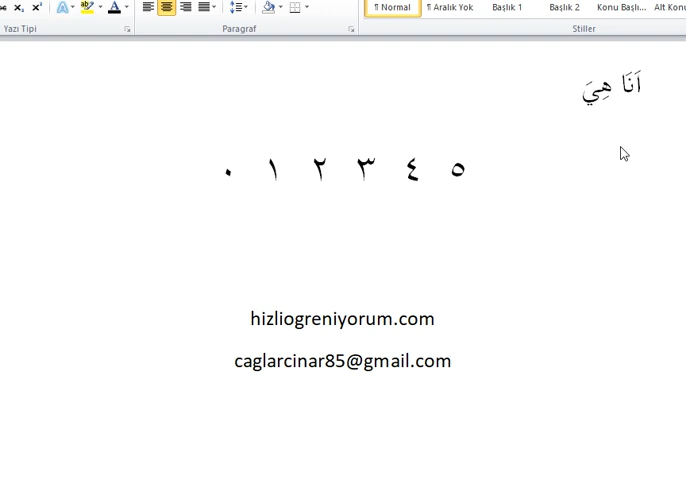 Yazı Tipi Paragraf Stiller
¶ Normal ¶ Aralık Yok Başlık 1 Başlık 2 Konu Başlı... Alt Konu
اَنَا هِيَ
٠ ١ ٢ ٣ ٤ ٥
hizliogreniyorum.com
caglarcinar85@gmail.com